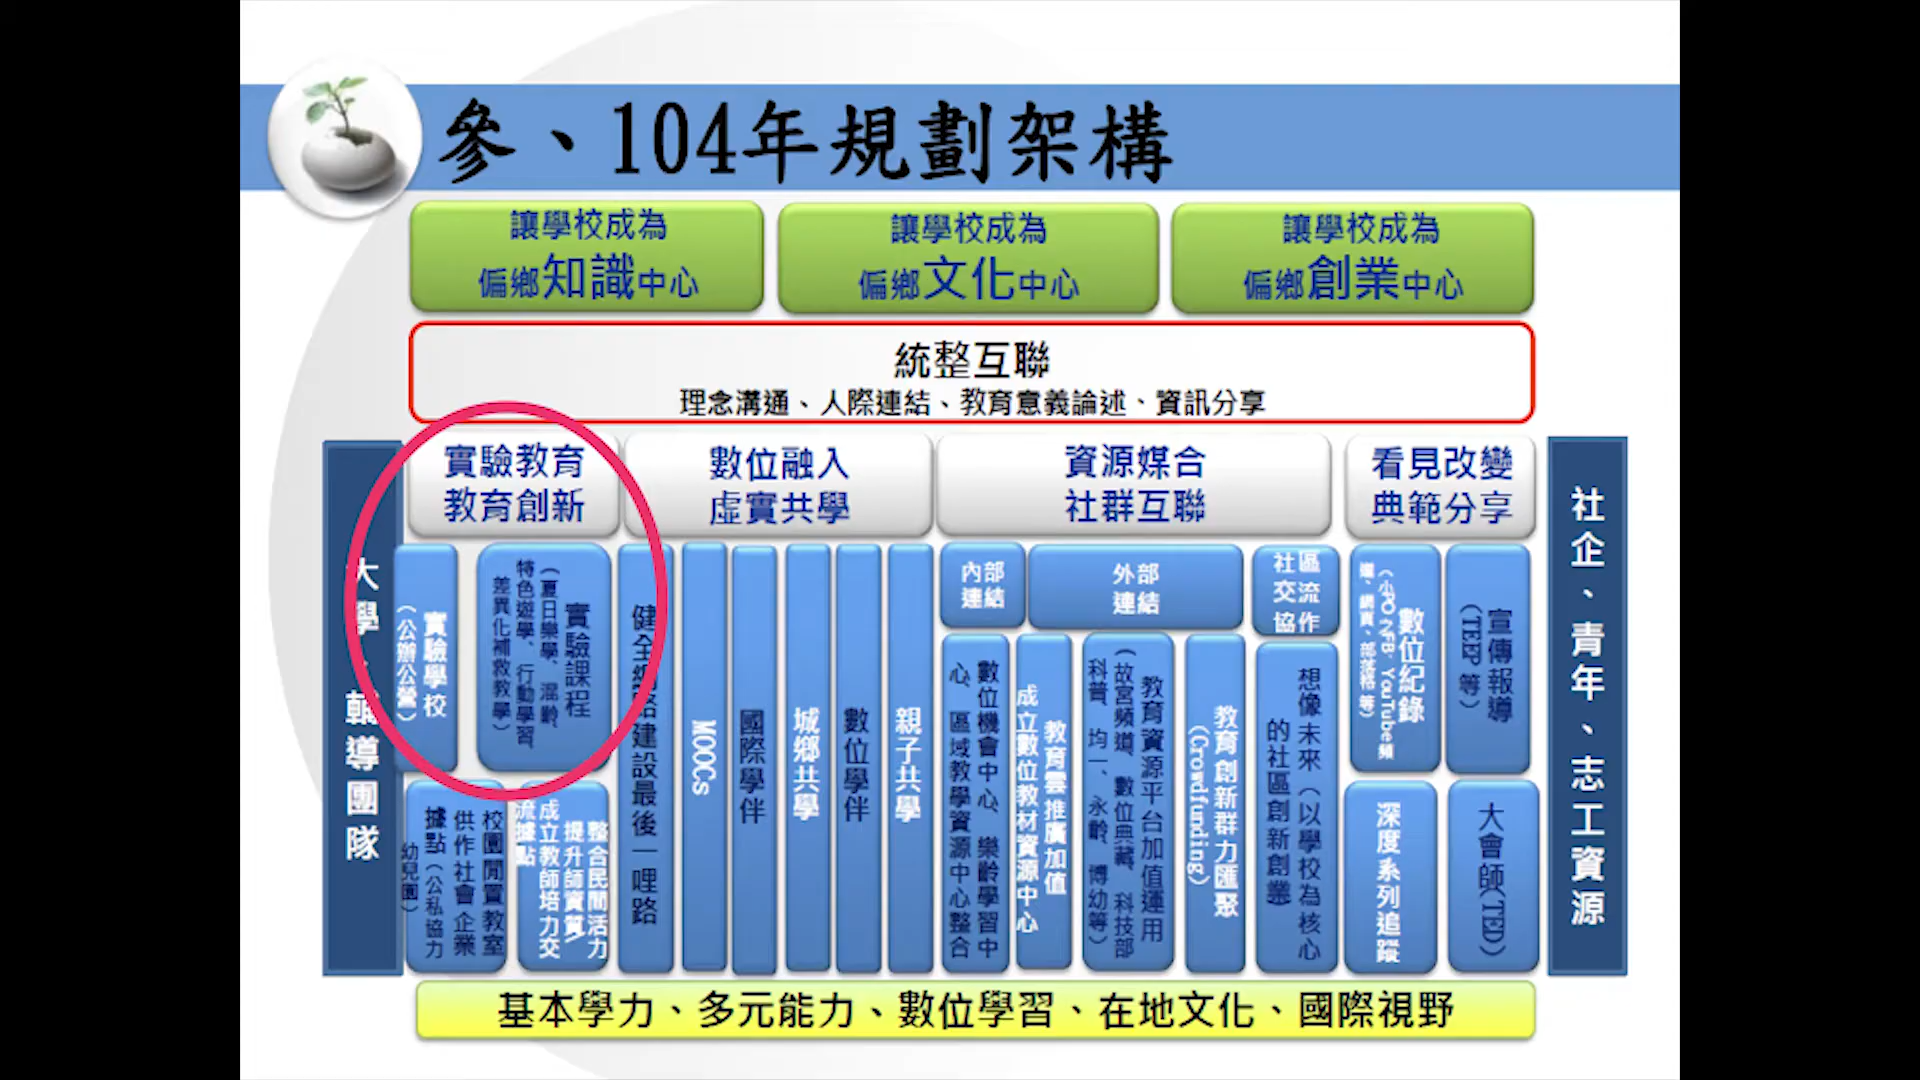 參、104年規劃架構
讓學校成為
偏鄉知識中心
讓學校成為
偏鄉文化中心
讓學校成為
偏鄉創業中心
統整互聯
理念溝通、人際連結、教育意義論述、資訊分享
大學、輔導團隊
實驗教育
教育創新
數位融入
虛實共學
資源媒合
社群互聯
看見改變
典範分享
社企、青年、志工資源
實驗學校
（公辦公營）
實驗課程
（夏日樂學、混齡、
特色遊學、行動學習、
差異化補救教學）
校園閒置教室
供作社會企業
據點（公私協力
幼兒園）
整合民間活力
提升師資質/
成立教師培力交
流據點
健全網路建設最後一哩路
MOOCs
國際學伴
城鄉共學
數位學伴
親子共學
內部
連結
外部
連結
社區
交流
協作
數位機會中心、樂齡學習中
心、區域教學資源中心整合
教育雲推廣加值
成立數位教材資源中心
教育資源平台加值運用
（故宮頻道、數位典藏、科技部
科普、均一、永齡、博幼等）
教育創新群力匯聚
（Crowdfunding）
想像未來（以學校為核心
的社區創新創業）
數位紀錄
（小PO、FB、YouTube頻
道、網頁、部落格 等）
宣傳報導
（TEEP 等）
深度系列追蹤
大會師(TED)
基本學力、多元能力、數位學習、在地文化、國際視野